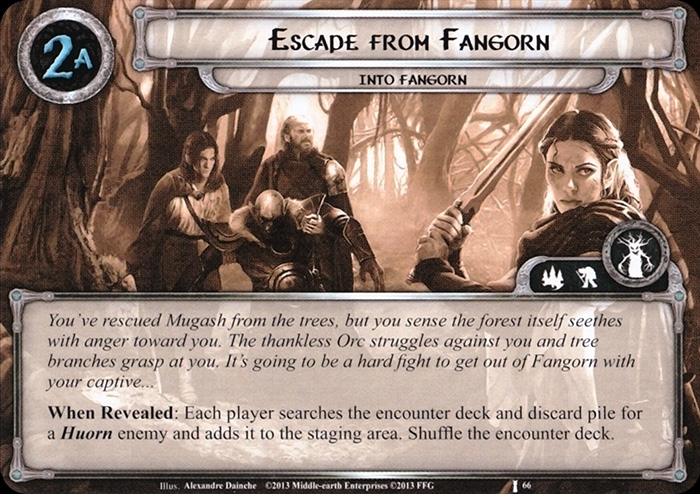 2A
Escape from Fangorn
Into Fangorn
You've rescued Mugash from the trees, but you sense the forest itself seethes
with anger toward you. The thankless Orc struggles against you and tree
branches grasp at you. It's going to be a hard fight to get out of Fangorn with
your captive...
When Revealed: Each player searches the encounter deck and discard pile for
a Huorn enemy and adds it to the staging area. Shuffle the encounter deck.
Illus. Alexandre Dainche ©2013 Middle-earth Enterprises ©2013 FFG 66